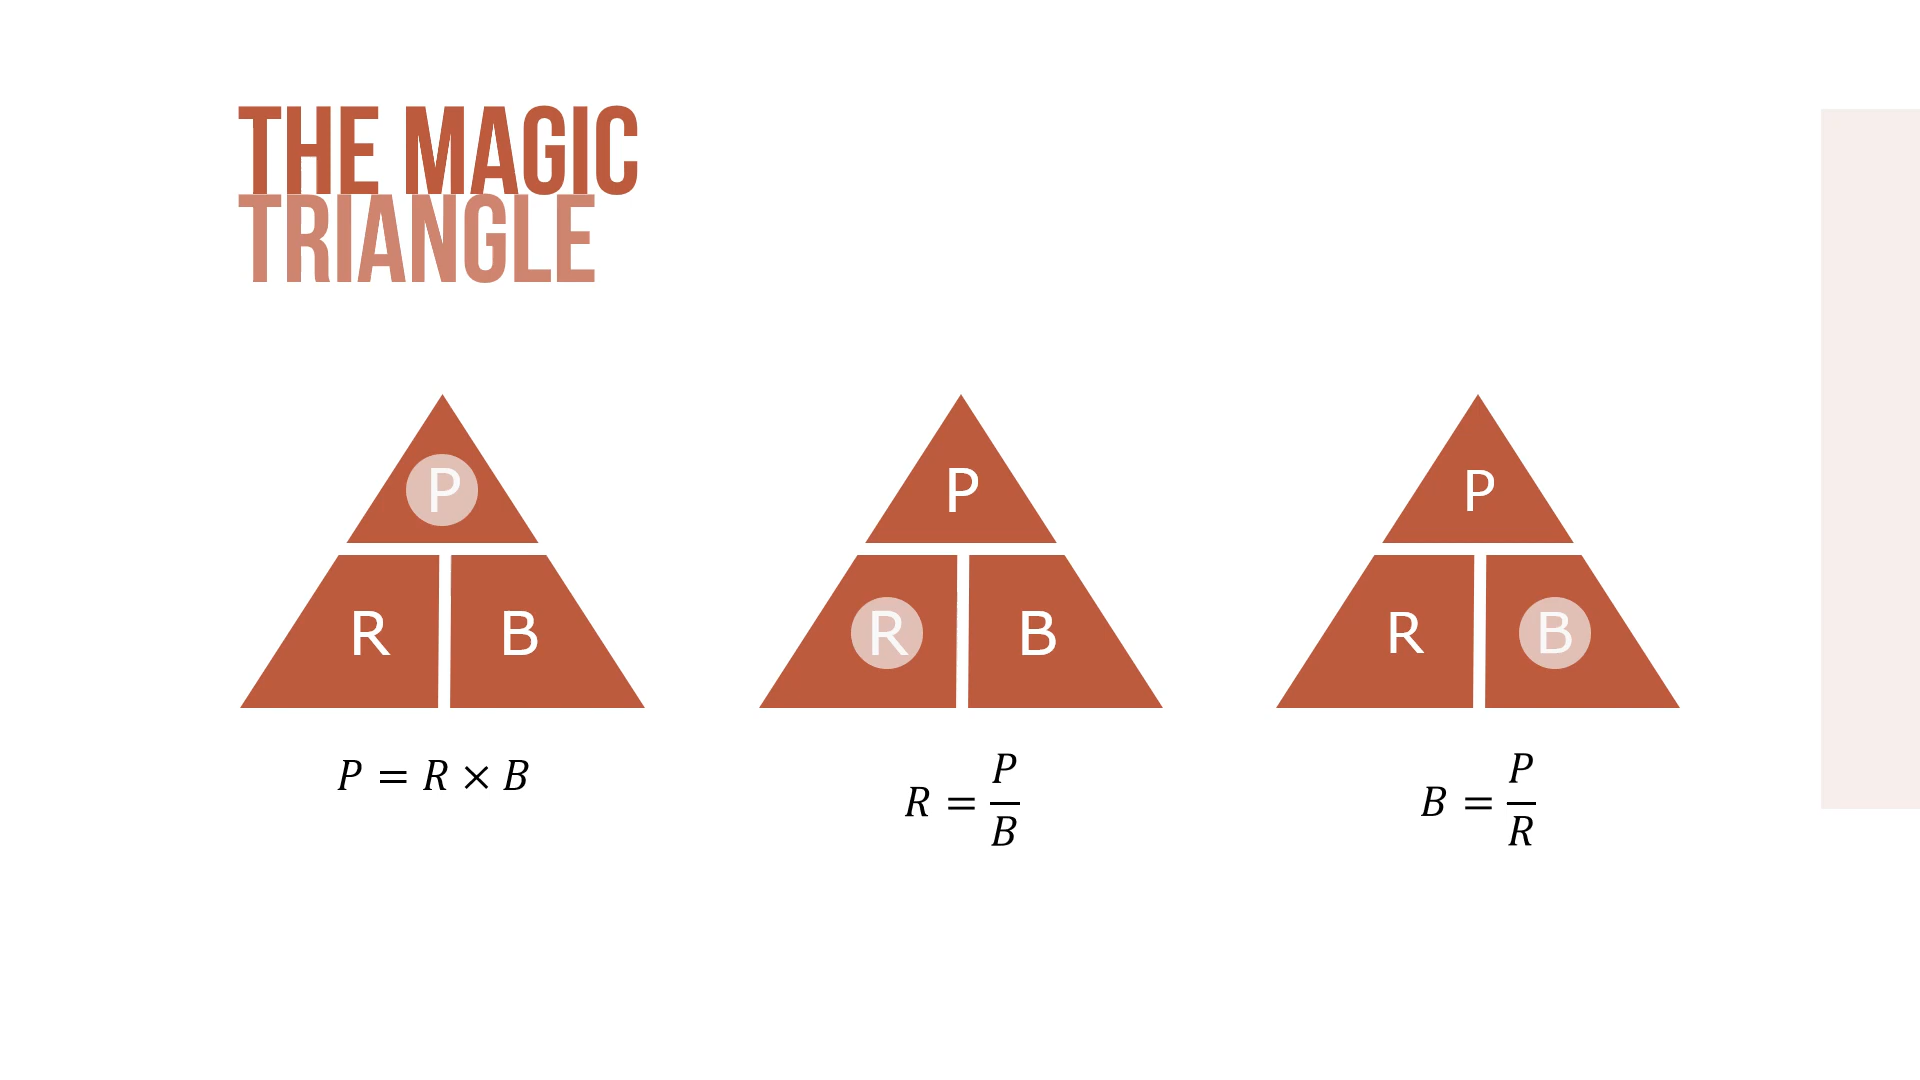 THE MAGIC
TRIANGLE
P
R B
P = R × B
P
R B
R = P/B
P
R B
B = P/R